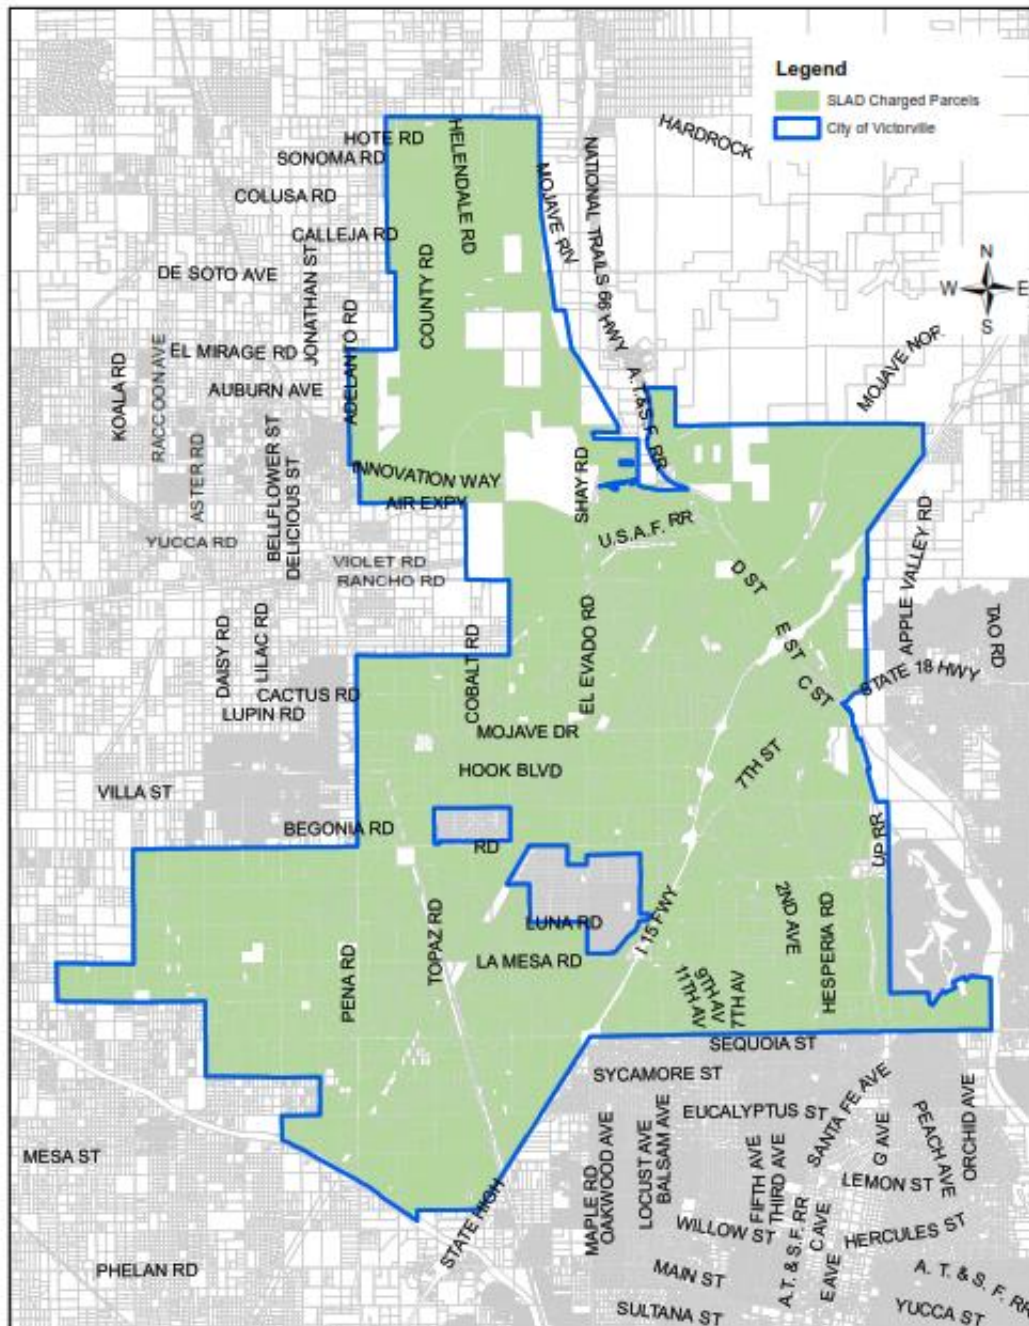 Legend
SLAD Charged Parcels
City of Victorville
HARDROCK
HOTE RD
SONOMA RD
HELENDALE RD
NATIONAL TRAILS 66 HWY
MOJAVE RIV
COLUSA RD
CALLEJA RD
N
W
E
S
DE SOTO AVE
JONATHAN ST
COUNTY RD
ADELANTO RD
EL MIRAGE RD
MOJAVE NOR
KOALA RD
RACCOON AVE
AUBURN AVE
A.T.&S.F. RR
ASTER RD
BELLFLOWER ST
DELICIOUS ST
INNOVATION WAY
AIR EXPY
SHAY RD
U.S.A.F. RR
YUCCA RD
VIOLET RD
RANCHO RD
D ST
APPLE VALLEY RD
DAISY RD
LILAC RD
COBALT RD
EL EVADO RD
E ST
TAO RD
CACTUS RD
LUPIN RD
C ST
STATE 18 HWY
MOJAVE DR
HOOK BLVD
7TH ST
VILLA ST
BEGONIA RD
RD
UP RR
LUNA RD
I 15 FWY
2ND AVE
HESPERIA RD
TOPAZ RD
LA MESA RD
PENA RD
11TH AV
9TH AV
7TH AV
SEQUOIA ST
SYCAMORE ST
EUCALYPTUS ST
SANTA FE AVE
G AVE
PEACH AVE
ORCHID AVE
MESA ST
MAPLE RD
OAKWOOD AVE
LOCUST AVE
BALSAM AVE
FIFTH AVE
THIRD AVE
LEMON ST
STATE HIGH
WILLOW ST
A.T. & S.F. RR
C AVE
E AVE
HERCULES ST
PHELAN RD
MAIN ST
A. T. & S. F. RR
SULTANA ST
YUCCA ST